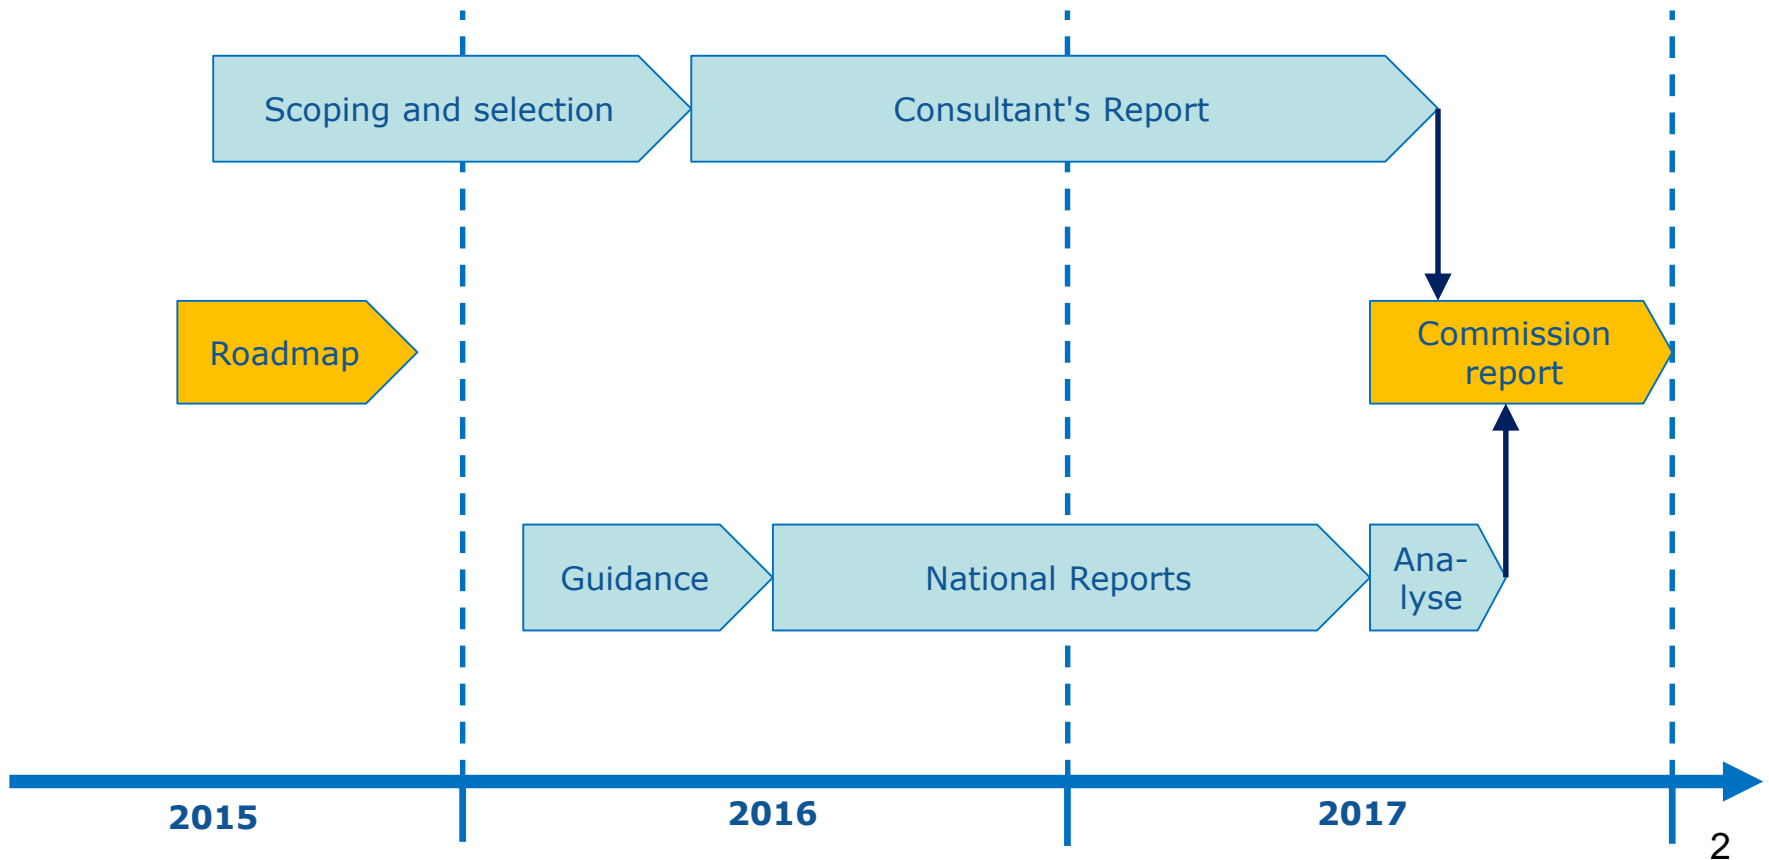 Scoping and selection
Consultant's Report
Roadmap
Commission
report
Guidance
National Reports
Ana-
lyse
2015
2016
2017
2